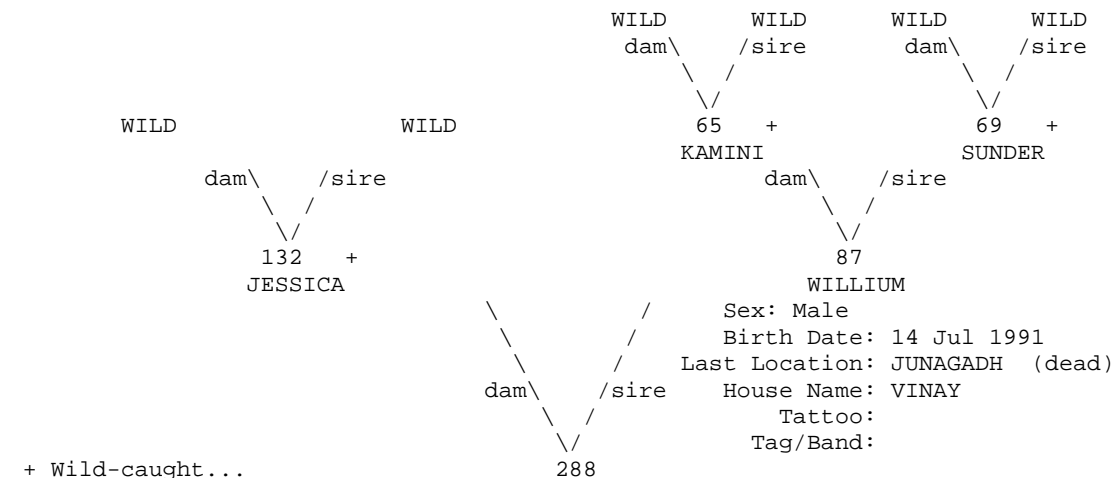 WILD WILD WILD WILD
dam\ /sire dam\ /sire
\ / \ /
\/ \/
WILD WILD 65 + 69 +
KAMINI SUNDER
dam\ /sire dam\ /sire
\ / \ /
\/ \/
132 + 87
JESSICA WILLIUM
\ / Sex: Male
\ / Birth Date: 14 Jul 1991
\ / Last Location: JUNAGADH (dead)
dam\ /sire House Name: VINAY
\ / Tattoo:
\/ Tag/Band:
+ Wild-caught... 288